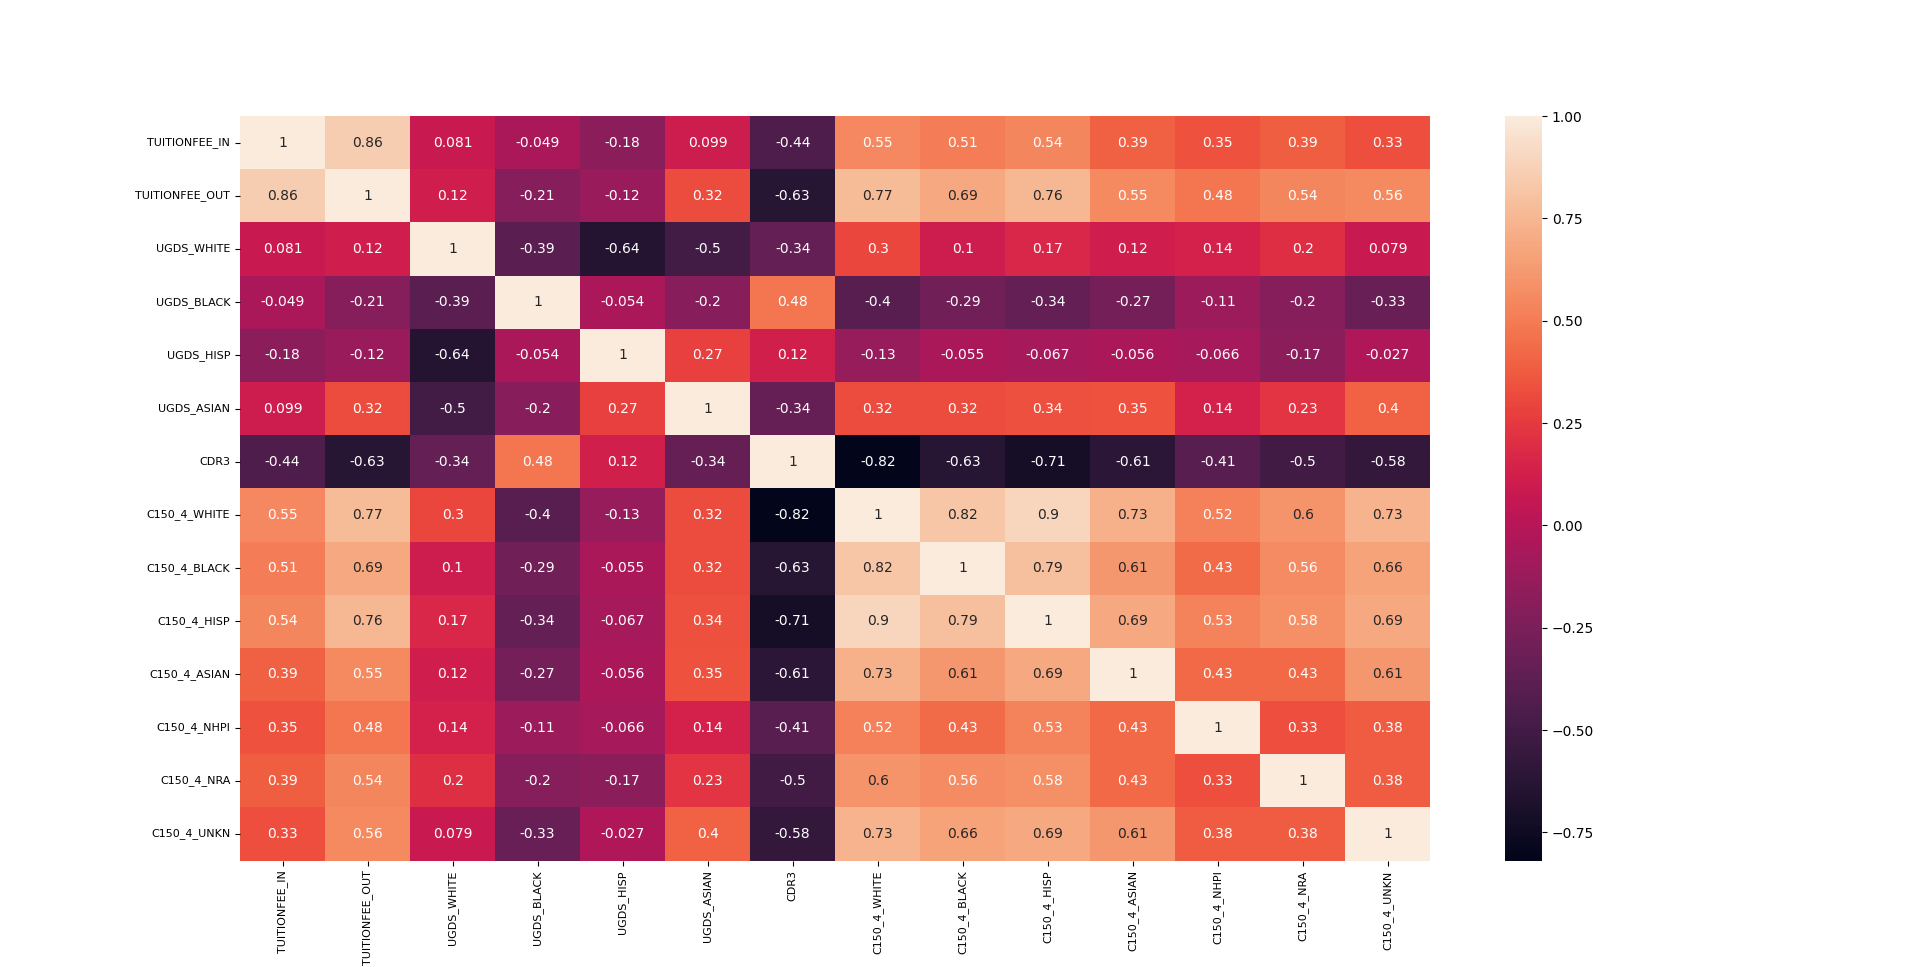 TUITIONFEE_IN 1 0.86 0.081 -0.049 -0.18 0.099 -0.44 0.55 0.51 0.54 0.39 0.35 0.39 0.33
TUITIONFEE_OUT 0.86 1 0.12 -0.21 -0.12 0.32 -0.63 0.77 0.69 0.76 0.55 0.48 0.54 0.56
UGDS_WHITE 0.081 0.12 1 -0.39 -0.64 -0.5 -0.34 0.3 0.1 0.17 0.12 0.14 0.2 0.079
UGDS_BLACK -0.049 -0.21 -0.39 1 -0.054 -0.2 0.48 -0.4 -0.29 -0.34 -0.27 -0.11 -0.2 -0.33
UGDS_HISP -0.18 -0.12 -0.64 -0.054 1 0.27 0.12 -0.13 -0.055 -0.067 -0.056 -0.066 -0.17 -0.027
UGDS_ASIAN 0.099 0.32 -0.5 -0.2 0.27 1 -0.34 0.32 0.32 0.34 0.35 0.14 0.23 0.4
CDR3 -0.44 -0.63 -0.34 0.48 0.12 -0.34 1 -0.82 -0.63 -0.71 -0.61 -0.41 -0.5 -0.58
C150_4_WHITE 0.55 0.77 0.3 -0.4 -0.13 0.32 -0.82 1 0.82 0.9 0.73 0.52 0.6 0.73
C150_4_BLACK 0.51 0.69 0.1 -0.29 -0.055 0.32 -0.63 0.82 1 0.79 0.61 0.43 0.56 0.66
C150_4_HISP 0.54 0.76 0.17 -0.34 -0.067 0.34 -0.71 0.9 0.79 1 0.69 0.53 0.58 0.69
C150_4_ASIAN 0.39 0.55 0.12 -0.27 -0.056 0.35 -0.61 0.73 0.61 0.69 1 0.43 0.43 0.61
C150_4_NHPI 0.35 0.48 0.14 -0.11 -0.066 0.14 -0.41 0.52 0.43 0.53 0.43 1 0.33 0.38
C150_4_NRA 0.39 0.54 0.2 -0.2 -0.17 0.23 -0.5 0.6 0.56 0.58 0.43 0.33 1 0.38
C150_4_UNKN 0.33 0.56 0.079 -0.33 -0.027 0.4 -0.58 0.73 0.66 0.69 0.61 0.38 0.38 1
TUITIONFEE_IN
TUITIONFEE_OUT
UGDS_WHITE
UGDS_BLACK
UGDS_HISP
UGDS_ASIAN
CDR3
C150_4_WHITE
C150_4_BLACK
C150_4_HISP
C150_4_ASIAN
C150_4_NHPI
C150_4_NRA
C150_4_UNKN
1.00
0.75
0.50
0.25
0.00
−0.25
−0.50
−0.75